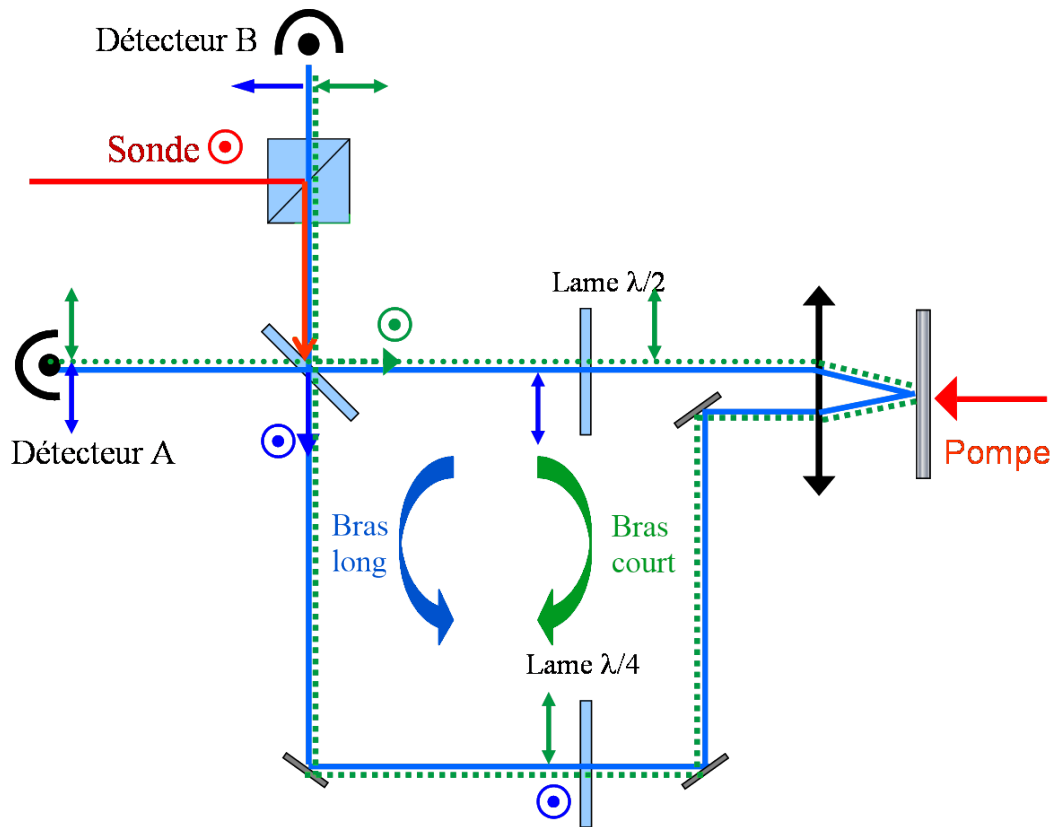 Détecteur B
Sonde
Lame λ/2
Détecteur A
Pompe
Bras
long
Bras
court
Lame λ/4